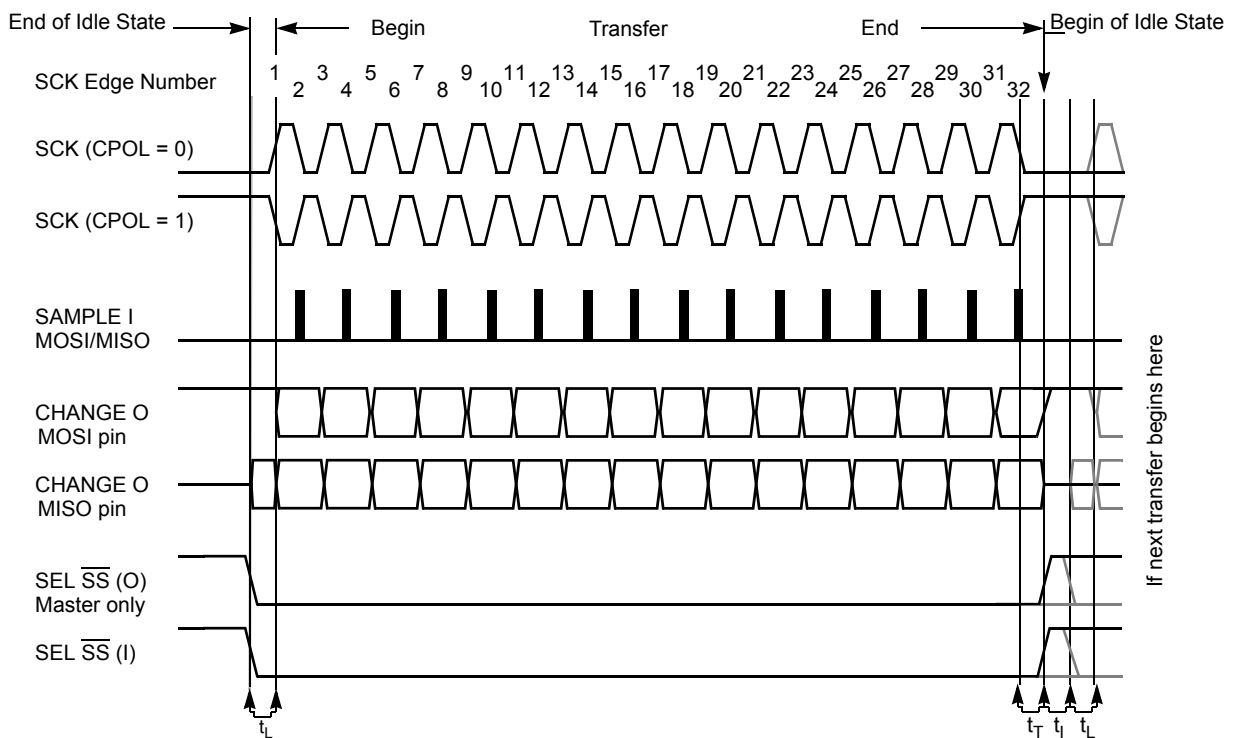 End of Idle State
Begin
Transfer
End
Begin of Idle State
SCK Edge Number
1 3 5 7 9 11 13 15 17 19 21 23 25 27 29 31
2 4 6 8 10 12 14 16 18 20 22 24 26 28 30 32
SCK (CPOL = 0)
SCK (CPOL = 1)
SAMPLE I
MOSI/MISO
CHANGE O
MOSI pin
CHANGE O
MISO pin
SEL SS (O)
Master only
SEL SS (I)
tL
tT tI tL
If next transfer begins here